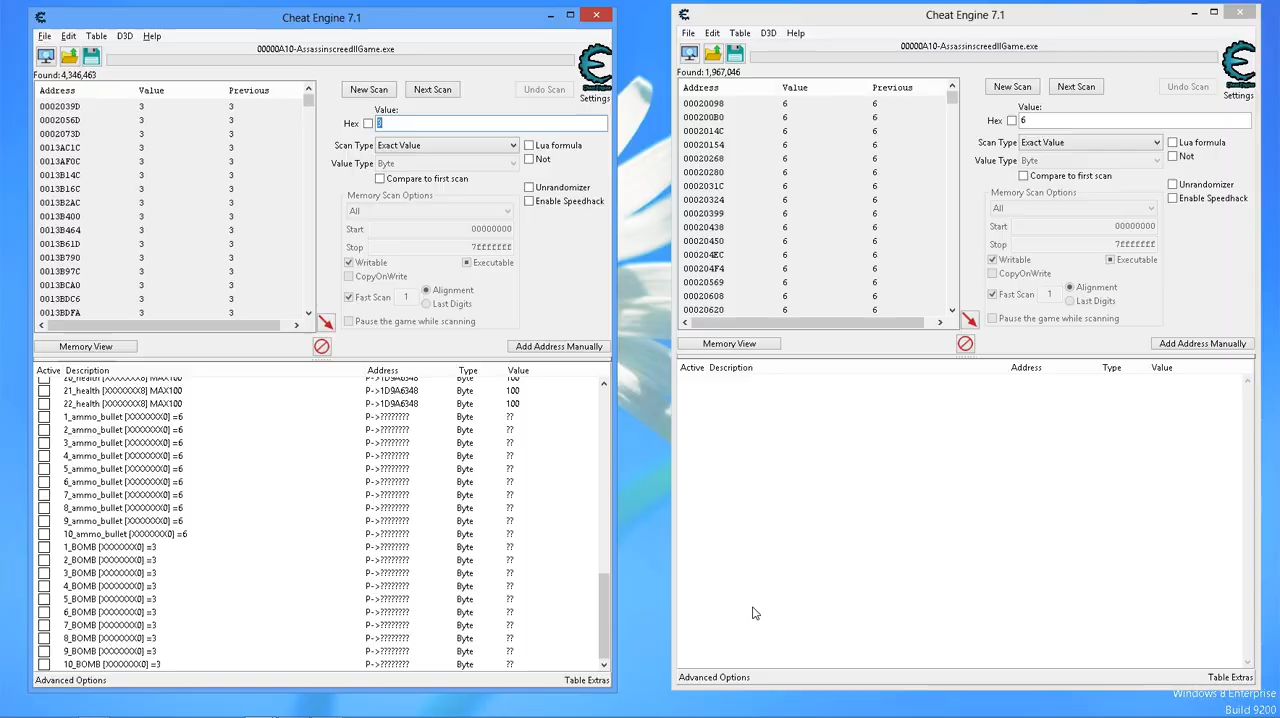 Cheat Engine 7.1
File Edit Table D3D Help
00000A10-AssassinscreedIIGame.exe
Found: 4,346,463
Address Value Previous
0002039D 3 3
0002056D 3 3
0002073D 3 3
0013AC1C 3 3
0013AF0C 3 3
0013B14C 3 3
0013B16C 3 3
0013B2AC 3 3
0013B400 3 3
0013B464 3 3
0013B61D 3 3
0013B790 3 3
0013B97C 3 3
0013BCA0 3 3
0013BDC6 3 3
0013BDFA 3 3
New Scan Next Scan Undo Scan
Settings
Value:
Hex 3
Scan Type Exact Value
Value Type Byte
Compare to first scan
Lua formula
Not
Unrandomizer
Enable Speedhack
Memory Scan Options
All
Start 00000000
Stop 7fffffff
Writable Executable
CopyOnWrite
Fast Scan 1 Alignment
Last Digits
Pause the game while scanning
Memory View Add Address Manually
Active Description Address Type Value
20_health [XXXXXXX8] MAX100 P->1D9A6348 Byte 100
21_health [XXXXXXX8] MAX100 P->1D9A6348 Byte 100
22_health [XXXXXXX8] MAX100 P->1D9A6348 Byte 100
1_ammo_bullet [XXXXXXX0] =6 P->???????? Byte ??
2_ammo_bullet [XXXXXXX0] =6 P->???????? Byte ??
3_ammo_bullet [XXXXXXX0] =6 P->???????? Byte ??
4_ammo_bullet [XXXXXXX0] =6 P->???????? Byte ??
5_ammo_bullet [XXXXXXX0] =6 P->???????? Byte ??
6_ammo_bullet [XXXXXXX0] =6 P->???????? Byte ??
7_ammo_bullet [XXXXXXX0] =6 P->???????? Byte ??
8_ammo_bullet [XXXXXXX0] =6 P->???????? Byte ??
9_ammo_bullet [XXXXXXX0] =6 P->???????? Byte ??
10_ammo_bullet [XXXXXXX0] =6 P->???????? Byte ??
1_BOMB [XXXXXXX0] =3 P->???????? Byte ??
2_BOMB [XXXXXXX0] =3 P->???????? Byte ??
3_BOMB [XXXXXXX0] =3 P->???????? Byte ??
4_BOMB [XXXXXXX0] =3 P->???????? Byte ??
5_BOMB [XXXXXXX0] =3 P->???????? Byte ??
6_BOMB [XXXXXXX0] =3 P->???????? Byte ??
7_BOMB [XXXXXXX0] =3 P->???????? Byte ??
8_BOMB [XXXXXXX0] =3 P->???????? Byte ??
9_BOMB [XXXXXXX0] =3 P->???????? Byte ??
10_BOMB [XXXXXXX0] =3 P->???????? Byte ??
Advanced Options Table Extras
Cheat Engine 7.1
File Edit Table D3D Help
00000A10-AssassinscreedIIGame.exe
Found: 1,967,046
Address Value Previous
00020098 6 6
000200B0 6 6
0002014C 6 6
00020154 6 6
00020268 6 6
00020280 6 6
0002031C 6 6
00020324 6 6
00020399 6 6
00020438 6 6
00020450 6 6
000204EC 6 6
000204F4 6 6
00020569 6 6
00020608 6 6
00020620 6 6
New Scan Next Scan Undo Scan
Settings
Value:
Hex 6
Scan Type Exact Value
Value Type Byte
Compare to first scan
Lua formula
Not
Unrandomizer
Enable Speedhack
Memory Scan Options
All
Start 00000000
Stop 7fffffff
Writable Executable
CopyOnWrite
Fast Scan 1 Alignment
Last Digits
Pause the game while scanning
Memory View Add Address Manually
Active Description Address Type Value
Advanced Options Table Extras
Windows 8 Enterprise
Build 9200